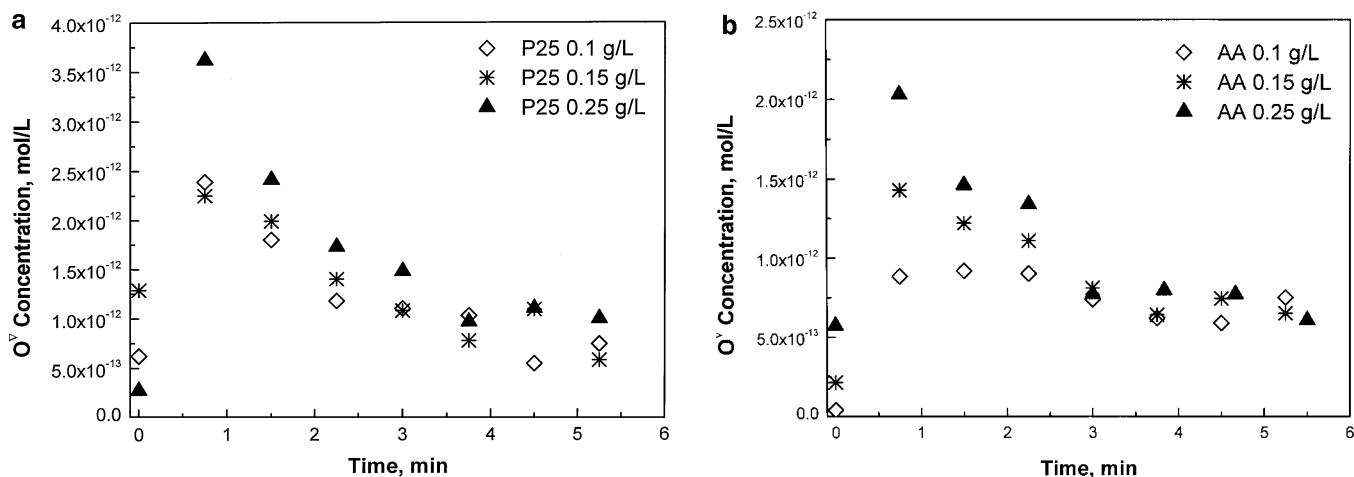 a
4.0x10-12
3.5x10-12
3.0x10-12
2.5x10-12
2.0x10-12
1.5x10-12
1.0x10-12
5.0x10-13
0.0
O∇ Concentration, mol/L
P25 0.1 g/L
P25 0.15 g/L
P25 0.25 g/L
0 1 2 3 4 5 6
Time, min
b
2.5x10-12
2.0x10-12
1.5x10-12
1.0x10-12
5.0x10-13
0.0
Concentration, mol/L
AA 0.1 g/L
AA 0.15 g/L
AA 0.25 g/L
0 1 2 3 4 5 6
Time, min